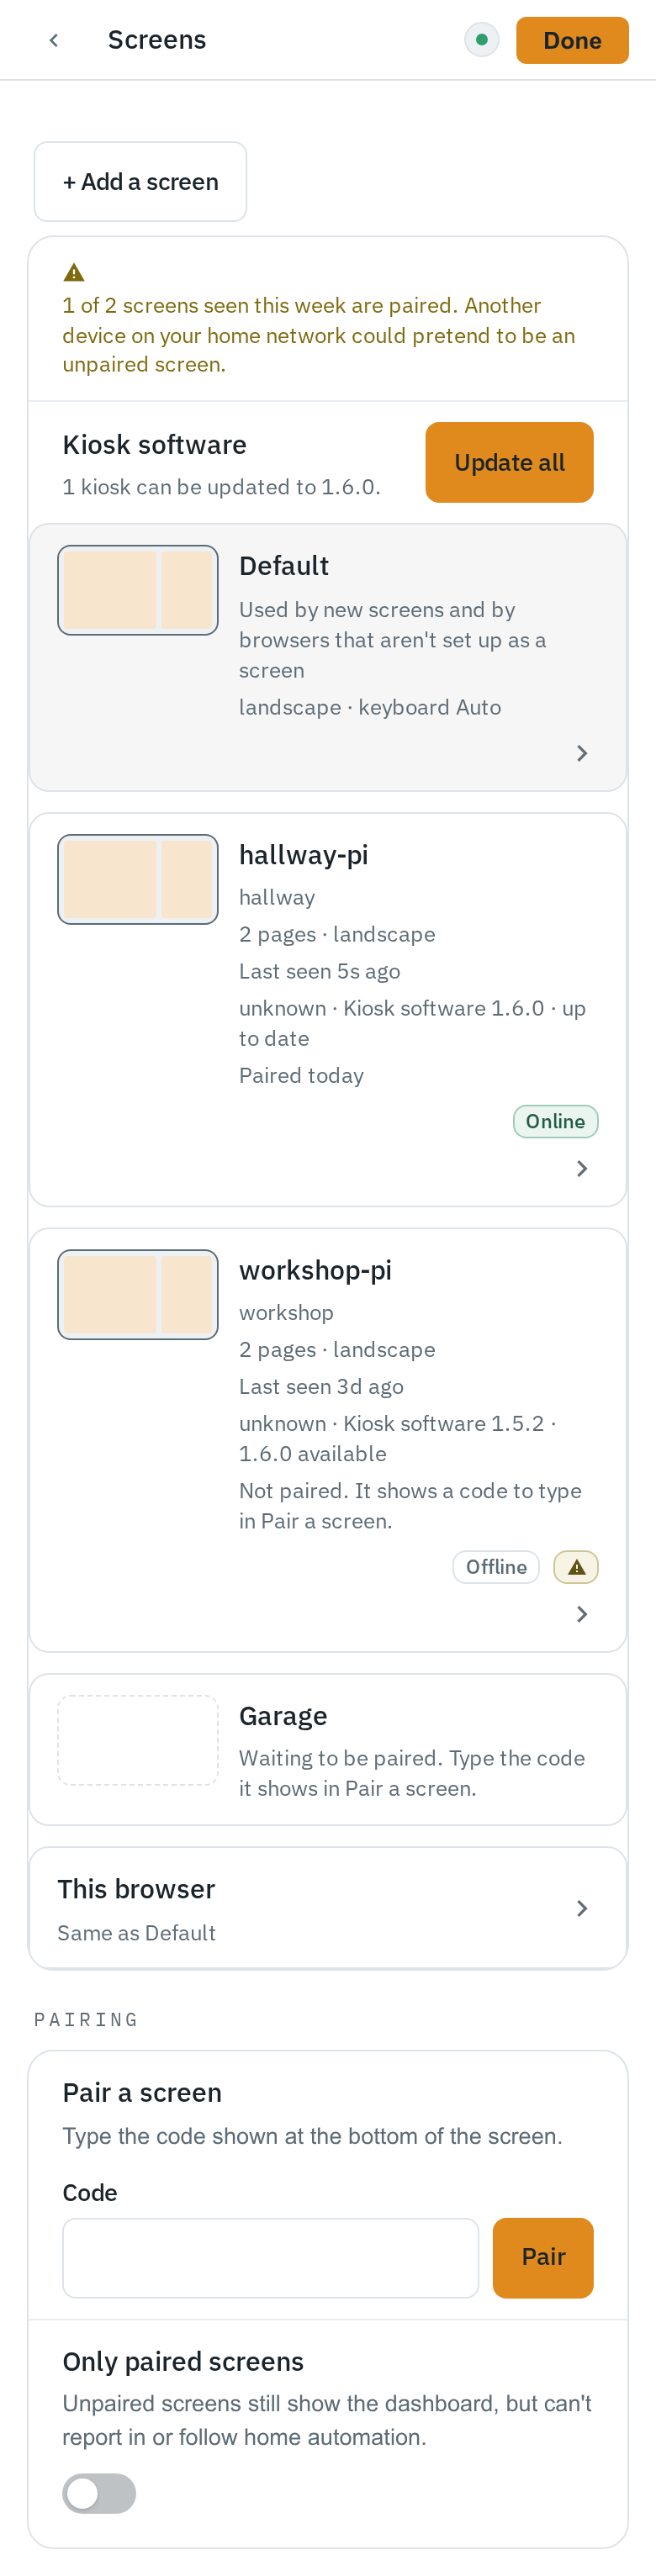 Screens
Done
+ Add a screen
1 of 2 screens seen this week are paired. Another
device on your home network could pretend to be an
unpaired screen.
Kiosk software
1 kiosk can be updated to 1.6.0.
Update all
Default
Used by new screens and by
browsers that aren't set up as a
screen
landscape · keyboard Auto
hallway-pi
hallway
2 pages · landscape
Last seen 5s ago
unknown · Kiosk software 1.6.0 · up
to date
Paired today
Online
workshop-pi
workshop
2 pages · landscape
Last seen 3d ago
unknown · Kiosk software 1.5.2 ·
1.6.0 available
Not paired. It shows a code to type
in Pair a screen.
Offline
Garage
Waiting to be paired. Type the code
it shows in Pair a screen.
This browser
Same as Default
PAIRING
Pair a screen
Type the code shown at the bottom of the screen.
Code
Pair
Only paired screens
Unpaired screens still show the dashboard, but can't
report in or follow home automation.